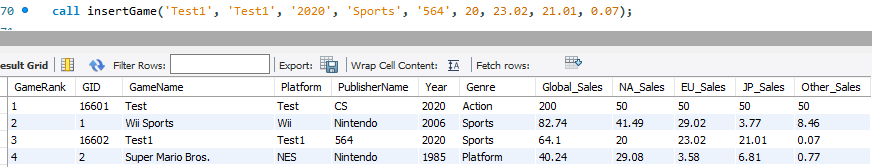 70 call insertGame('Test1', 'Test1', '2020', 'Sports', '564', 20, 23.02, 21.01, 0.07);
71
esult Grid Filter Rows: Export: Wrap Cell Content: Fetch rows:
GameRank GID GameName Platform PublisherName Year Genre Global_Sales NA_Sales EU_Sales JP_Sales Other_Sales
1 16601 Test Test CS 2020 Action 200 50 50 50 50
2 1 Wii Sports Wii Nintendo 2006 Sports 82.74 41.49 29.02 3.77 8.46
3 16602 Test1 Test1 564 2020 Sports 64.1 20 23.02 21.01 0.07
4 2 Super Mario Bros. NES Nintendo 1985 Platform 40.24 29.08 3.58 6.81 0.77